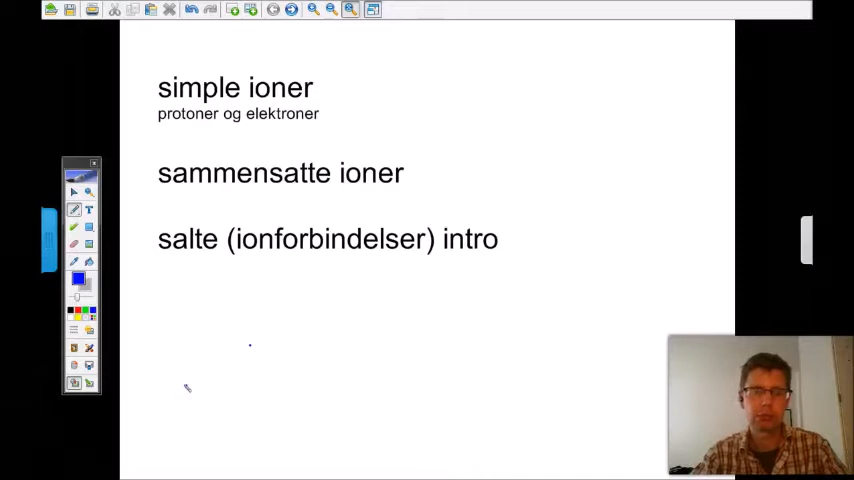 simple ioner
protoner og elektroner
sammensatte ioner
salte (ionforbindelser) intro